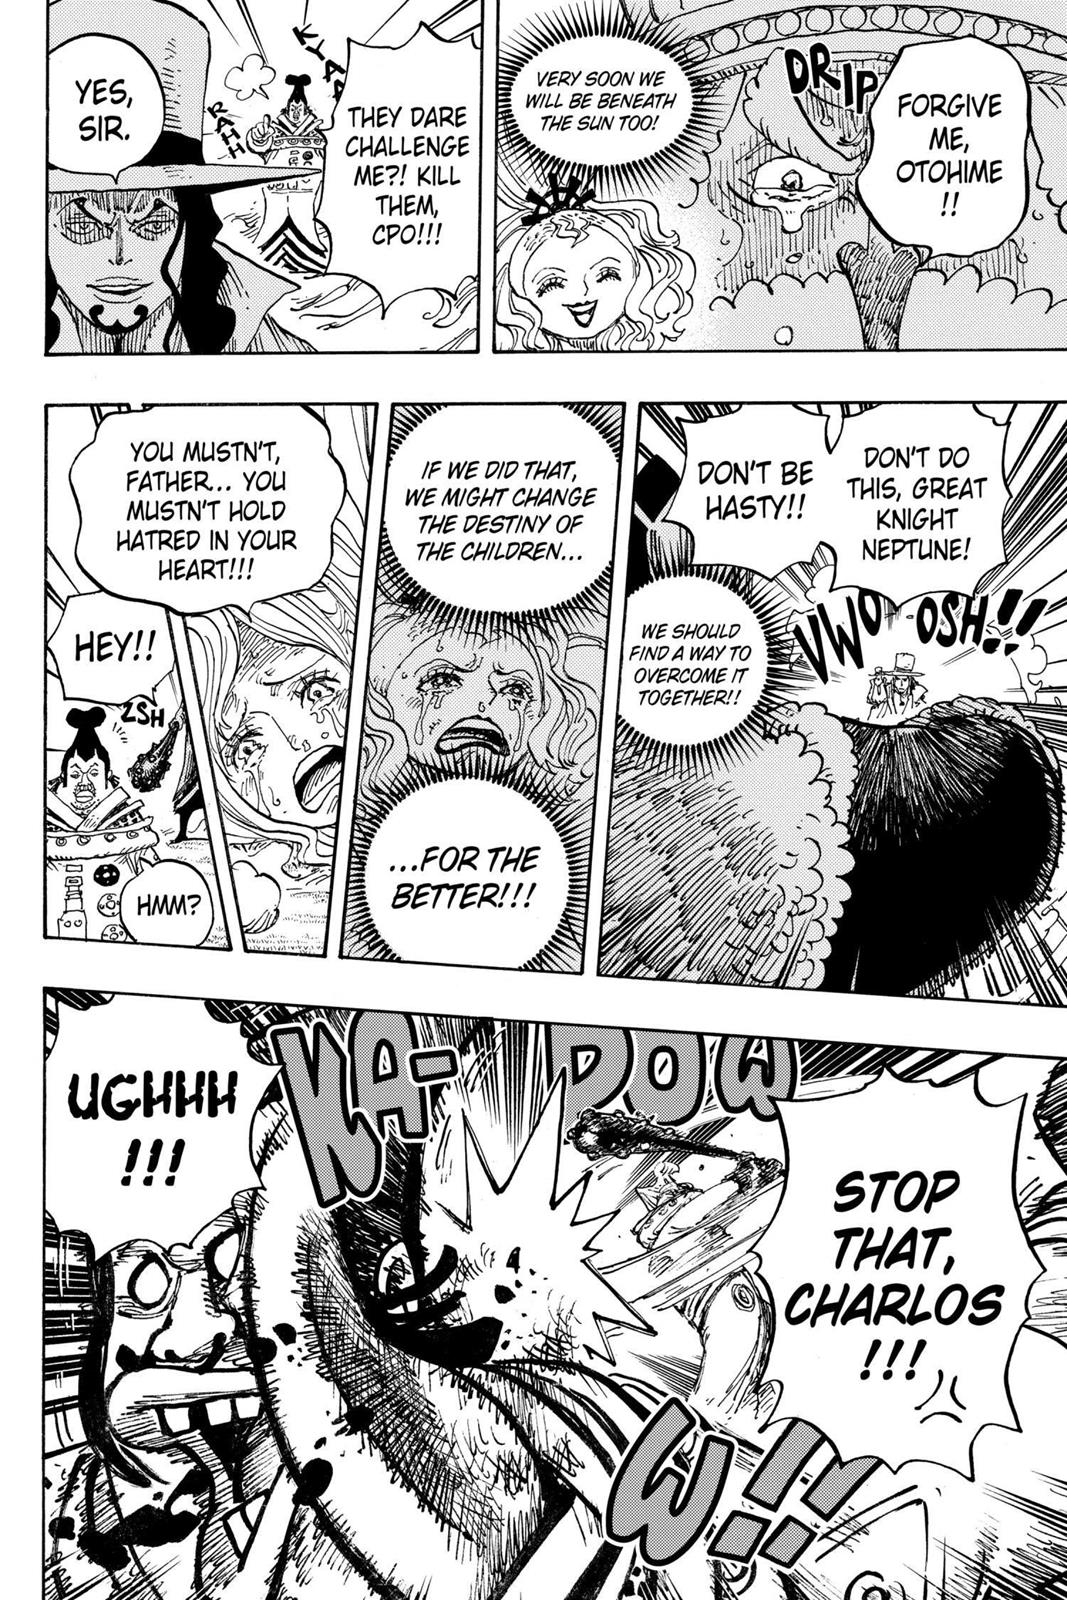 FORGIVE
ME,
OTOHIME
!!
DRIP
VERY SOON WE
WILL BE BENEATH
THE SUN TOO!
KYAA
THEY DARE
CHALLENGE
ME?! KILL
THEM,
CPO!!!
RAHH
YES,
SIR.
DON'T DO
THIS, GREAT
KNIGHT
NEPTUNE!
DON'T BE
HASTY!!
VWO-OSH!!
WE SHOULD
FIND A WAY TO
OVERCOME IT
TOGETHER!!
IF WE DID THAT,
WE MIGHT CHANGE
THE DESTINY OF
THE CHILDREN...
...FOR THE
BETTER!!!
YOU MUSTN'T,
FATHER... YOU
MUSTN'T HOLD
HATRED IN YOUR
HEART!!!
HEY!!
ZSH
HMM?
KA-DOWW!!
STOP
THAT,
CHARLOS
!!!
UGHHH
!!!